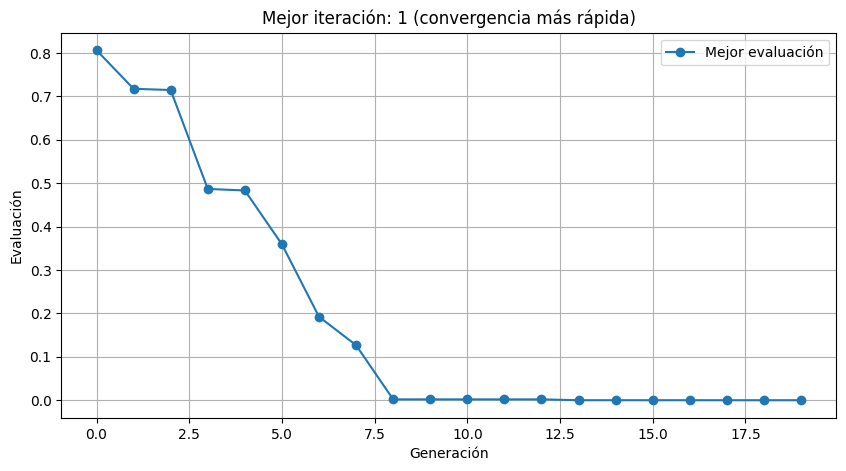 Mejor iteración: 1 (convergencia más rápida)
Mejor evaluación
Evaluación
0.8
0.7
0.6
0.5
0.4
0.3
0.2
0.1
0.0
0.0 2.5 5.0 7.5 10.0 12.5 15.0 17.5
Generación